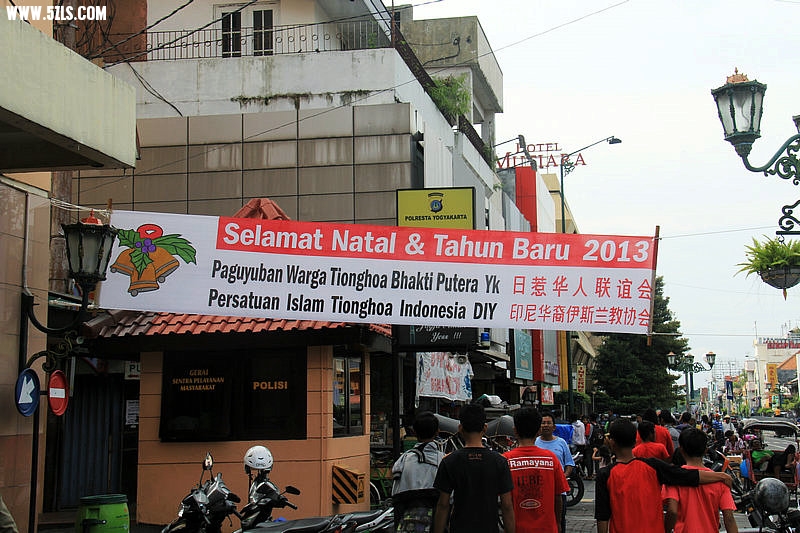 WWW.5ZLS.COM
HOTEL
MUTIARA
POLRESTA YOGYAKARTA
Selamat Natal & Tahun Baru 2013
Paguyuban Warga Tionghoa Bhakti Putera Yk 日惹华人联谊会
Persatuan Islam Tionghoa Indonesia DIY 印尼华裔伊斯兰教协会
GERAI
SENTRA PELAYANAN
MASYARAKAT
POLISI
Ramayana